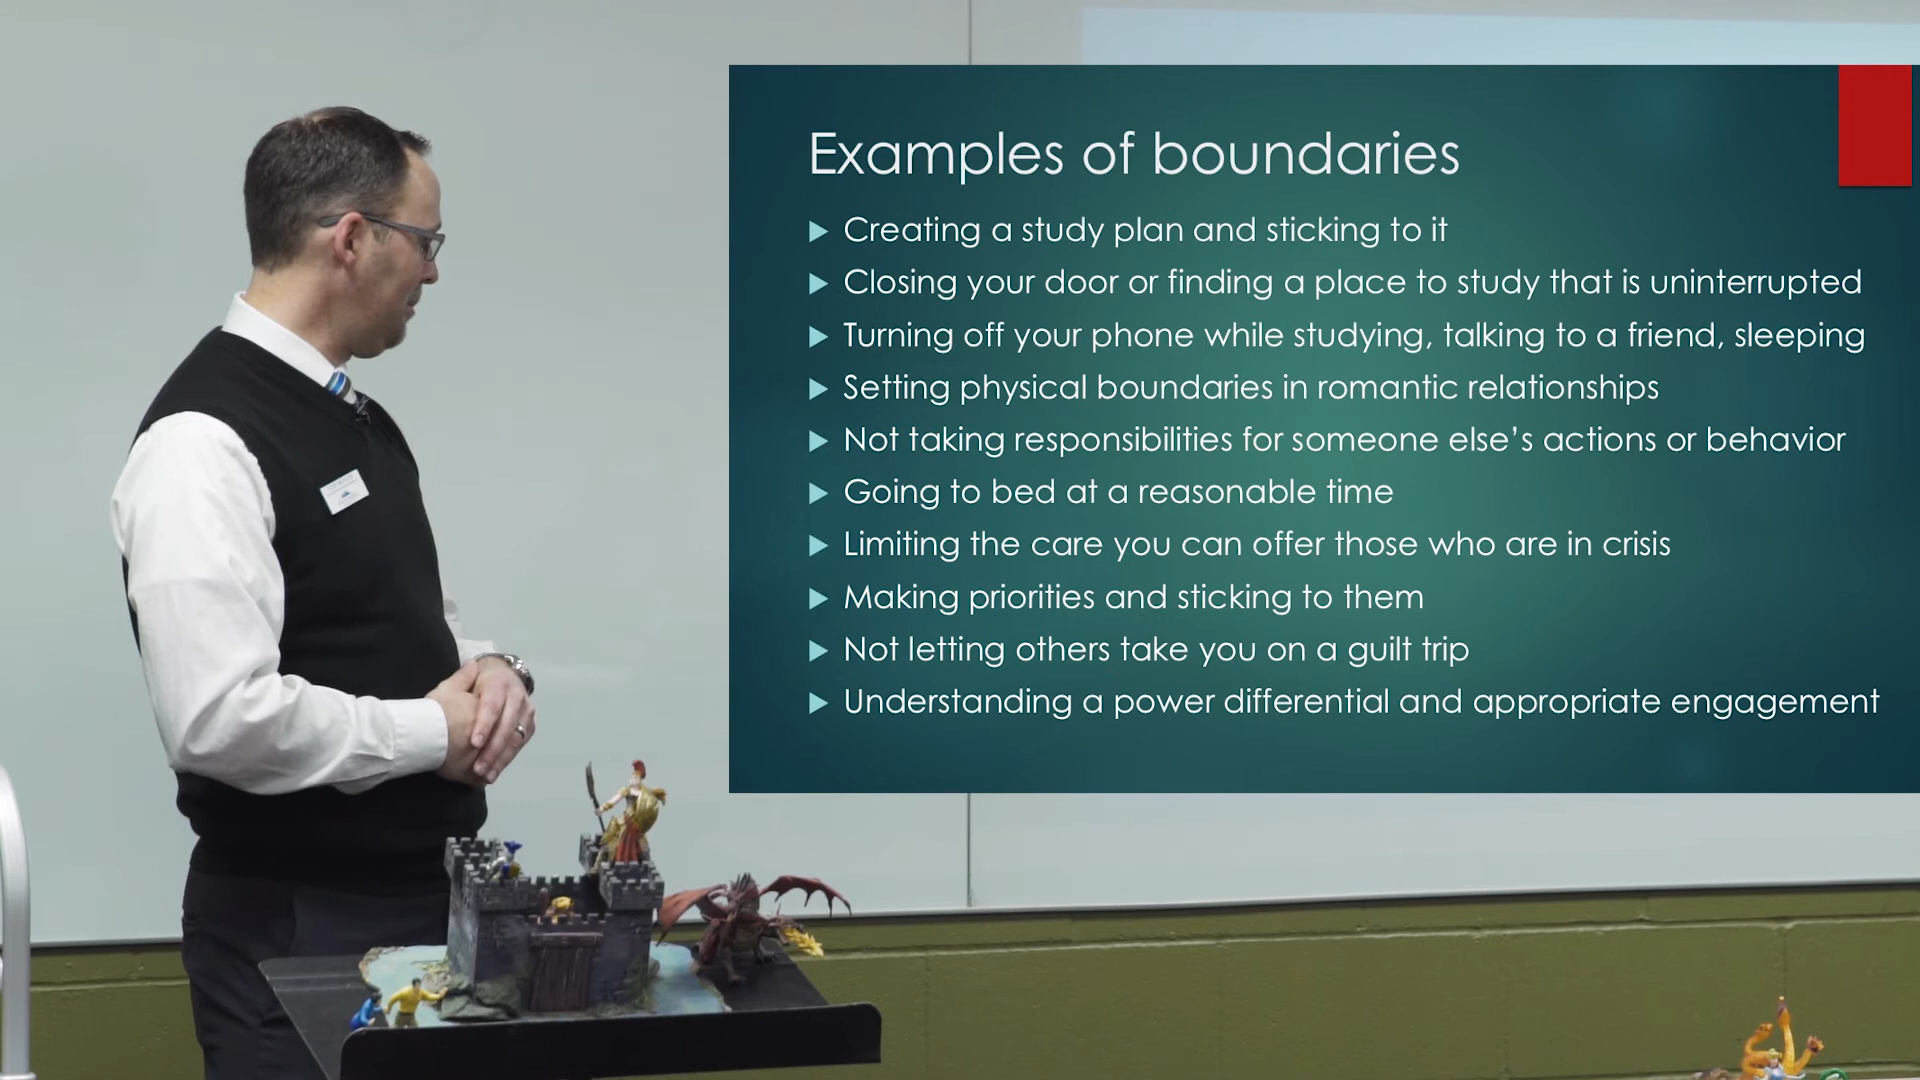 Examples of boundaries
Creating a study plan and sticking to it
Closing your door or finding a place to study that is uninterrupted
Turning off your phone while studying, talking to a friend, sleeping
Setting physical boundaries in romantic relationships
Not taking responsibilities for someone else’s actions or behavior
Going to bed at a reasonable time
Limiting the care you can offer those who are in crisis
Making priorities and sticking to them
Not letting others take you on a guilt trip
Understanding a power differential and appropriate engagement